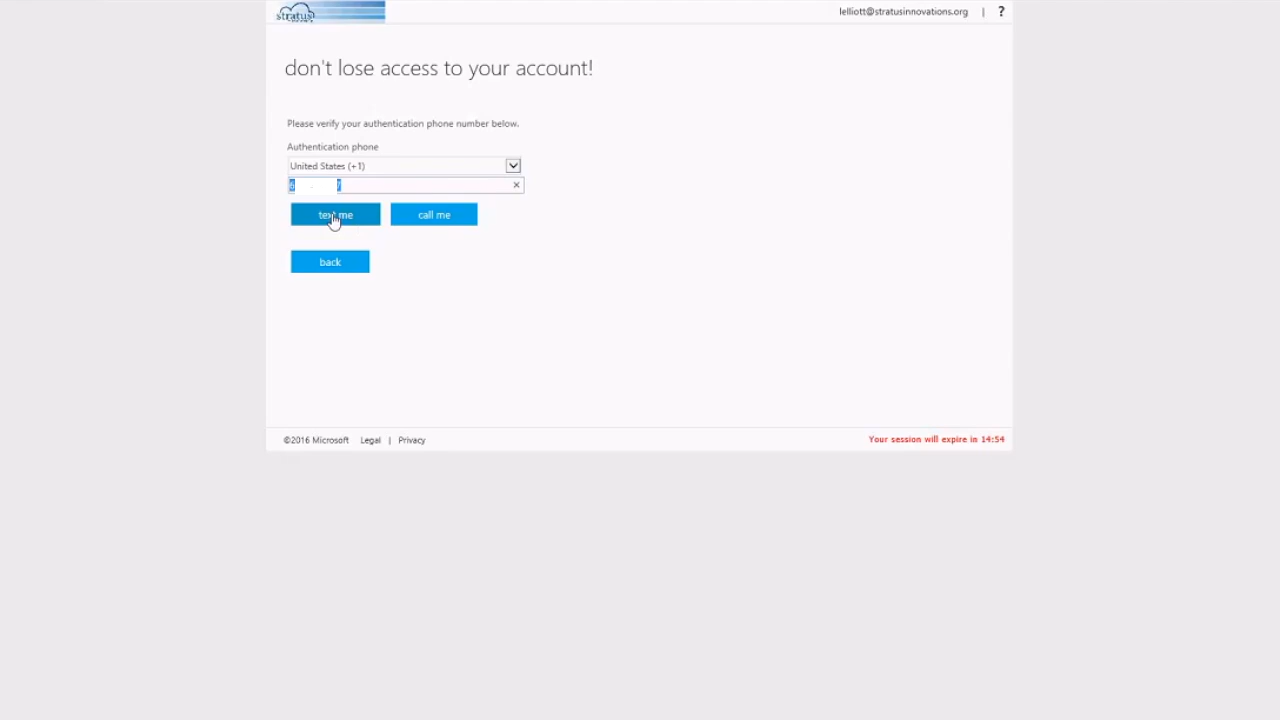 stratus
lelliott@stratusinnovations.org | ?
don't lose access to your account!
Please verify your authentication phone number below.
Authentication phone
United States (+1)
text me
call me
back
©2016 Microsoft Legal | Privacy
Your session will expire in 14:54